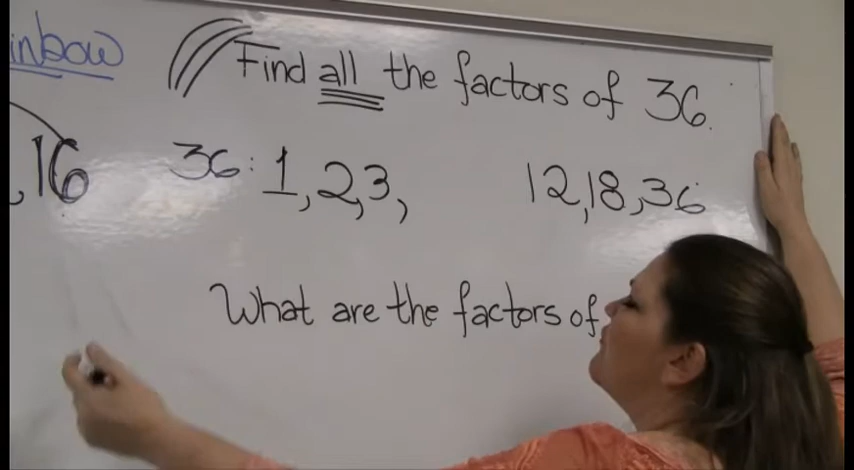 inbow
Find all the factors of 36.
,16
36: 1, 2, 3, 12, 18, 36
What are the factors of